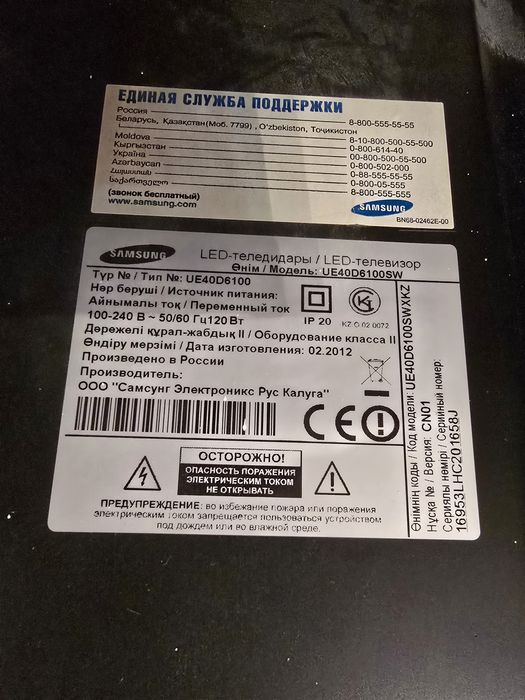 ЕДИНАЯ СЛУЖБА ПОДДЕРЖКИ
Россия 8-800-555-55-55
Беларусь, Қазақстан(Моб. 7799) , O'zbekiston, Тоҷикистон 8-10-800-500-55-500
Moldova 0-800-614-40
Кыргызстан 00-800-500-55-500
Україна 0-800-502-000
Azərbaycan 0-88-555-55-55
Հայաստան 0-800-05-555
საქართველო 8-800-555-555
(звонок бесплатный)
www.samsung.com
SAMSUNG
BN68-02462E-00
SAMSUNG
LED-теледидары / LED-телевизор
Өнім / Модель: UE40D6100SW
Түр № / Тип №: UE40D6100
Нәр беруші / Источник питания:
Айнымалы ток / Переменный ток
100-240 В ~ 50/60 Гц120 Вт
IP 20
KZ O 02 0072
Дережелі құрал-жабдық II / Оборудование класса II
Өндіру мерзімі / Дата изготовления: 02.2012
Произведено в России
Производитель:
ООО "Самсунг Электроникс Рус Калуга"
CE
ОСТОРОЖНО!
ОПАСНОСТЬ ПОРАЖЕНИЯ
ЭЛЕКТРИЧЕСКИМ ТОКОМ
НЕ ОТКРЫВАТЬ
ПРЕДУПРЕЖДЕНИЕ: во избежание пожара или поражения
электрическим током запрещается пользоваться устройством
под дождем или во влажной среде.
Өнімнің коды / Код модели: UE40D6100SWXKZ
Нұсқа № / Версия: CN01
Сериялы нөмірі / Серийный номер:
16953LHC201658J